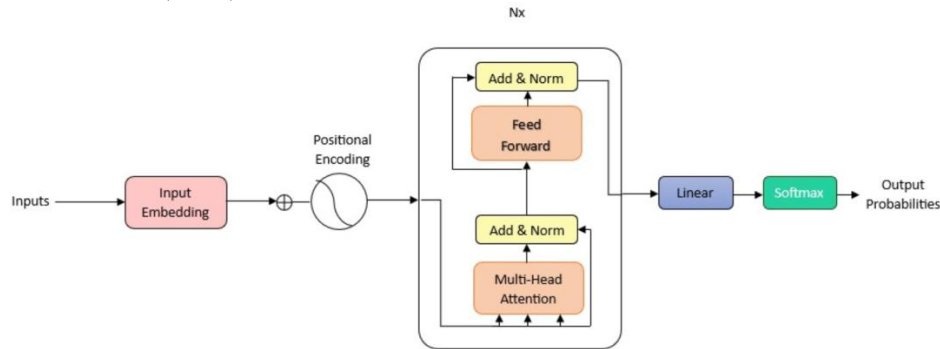 Nx
Add & Norm
Feed
Forward
Positional
Encoding
Inputs
Input
Embedding
Add & Norm
Multi-Head
Attention
Linear
Softmax
Output
Probabilities